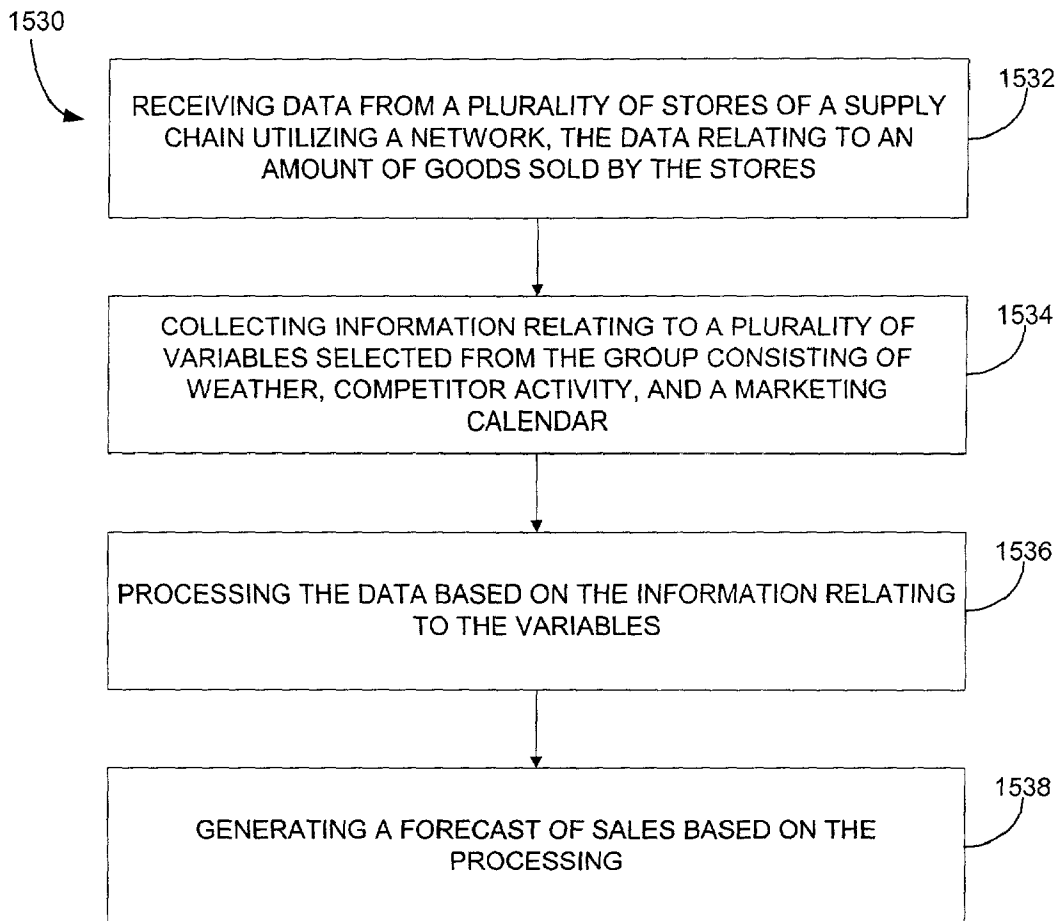 1530
1532
RECEIVING DATA FROM A PLURALITY OF STORES OF A SUPPLY
CHAIN UTILIZING A NETWORK, THE DATA RELATING TO AN
AMOUNT OF GOODS SOLD BY THE STORES
1534
COLLECTING INFORMATION RELATING TO A PLURALITY OF
VARIABLES SELECTED FROM THE GROUP CONSISTING OF
WEATHER, COMPETITOR ACTIVITY, AND A MARKETING
CALENDAR
1536
PROCESSING THE DATA BASED ON THE INFORMATION RELATING
TO THE VARIABLES
1538
GENERATING A FORECAST OF SALES BASED ON THE
PROCESSING